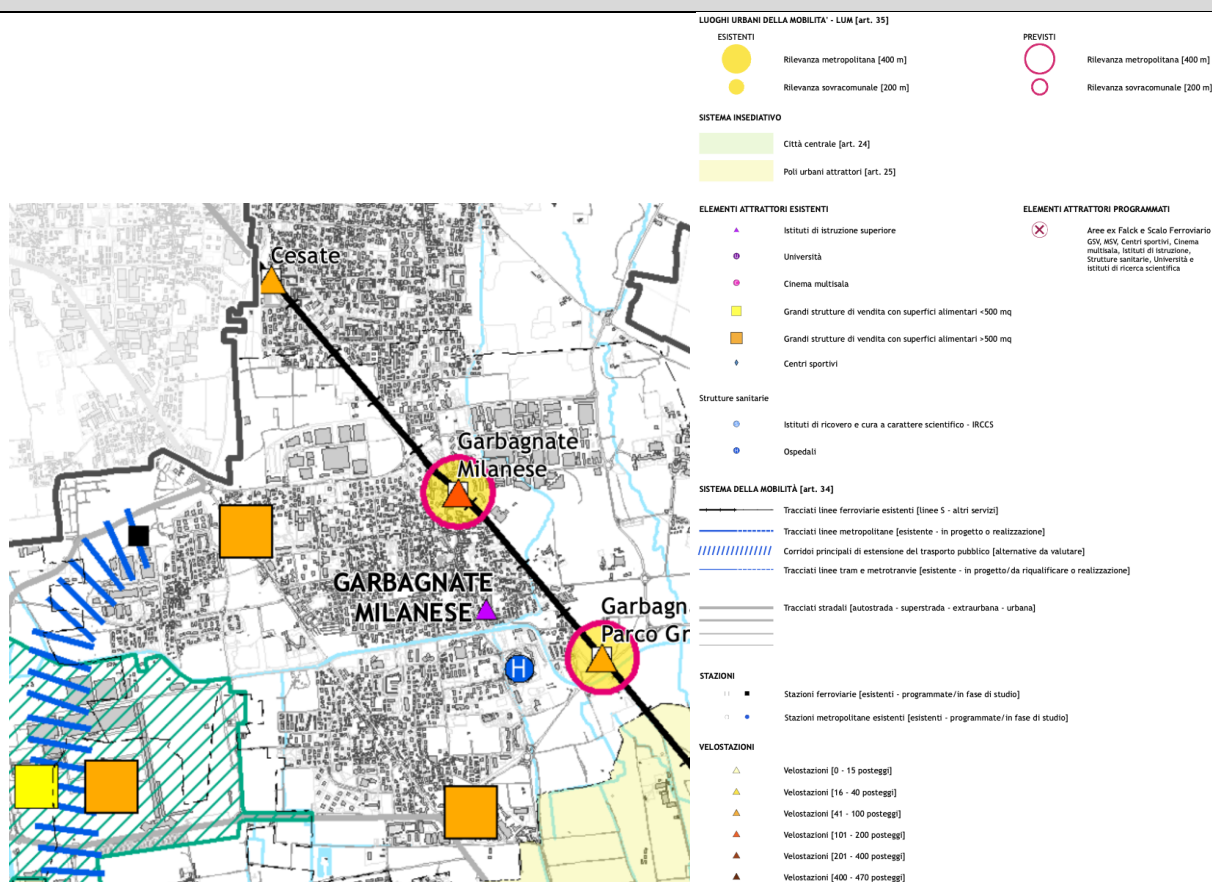 LUOGHI URBANI DELLA MOBILITA' - LUM [art. 35]
ESISTENTI
PREVISTI
Rilevanza metropolitana [400 m]
Rilevanza metropolitana [400 m]
Rilevanza sovracomunale [200 m]
Rilevanza sovracomunale [200 m]
SISTEMA INSEDIATIVO
Città centrale [art. 24]
Poli urbani attrattori [art. 25]
ELEMENTI ATTRATTORI ESISTENTI
ELEMENTI ATTRATTORI PROGRAMMATI
Istituti di istruzione superiore
Aree ex Falck e Scalo Ferroviario
GSV, MSV, Centri sportivi, Cinema
multisala, Istituti di istruzione,
Strutture sanitarie, Università e
istituti di ricerca scientifica
Università
Cinema multisala
Grandi strutture di vendita con superfici alimentari <500 mq
Grandi strutture di vendita con superfici alimentari >500 mq
Centri sportivi
Strutture sanitarie
Istituti di ricovero e cura a carattere scientifico - IRCCS
H Ospedali
SISTEMA DELLA MOBILITÀ [art. 34]
Tracciati linee ferroviarie esistenti [linee S - altri servizi]
Tracciati linee metropolitane [esistente - in progetto o realizzazione]
Corridoi principali di estensione del trasporto pubblico [alternative da valutare]
Tracciati linee tram e metrotranvie [esistente - in progetto/da riqualificare o realizzazione]
Tracciati stradali [autostrada - superstrada - extraurbana - urbana]
STAZIONI
Stazioni ferroviarie [esistenti - programmate/in fase di studio]
Stazioni metropolitane esistenti [esistenti - programmate/in fase di studio]
VELOSTAZIONI
Velostazioni [0 - 15 posteggi]
Velostazioni [16 - 40 posteggi]
Velostazioni [41 - 100 posteggi]
Velostazioni [101 - 200 posteggi]
Velostazioni [201 - 400 posteggi]
Velostazioni [400 - 470 posteggi]
Cesate
Garbagnate
Milanese
GARBAGNATE
MILANESE
Garbagn
Parco Gr
H